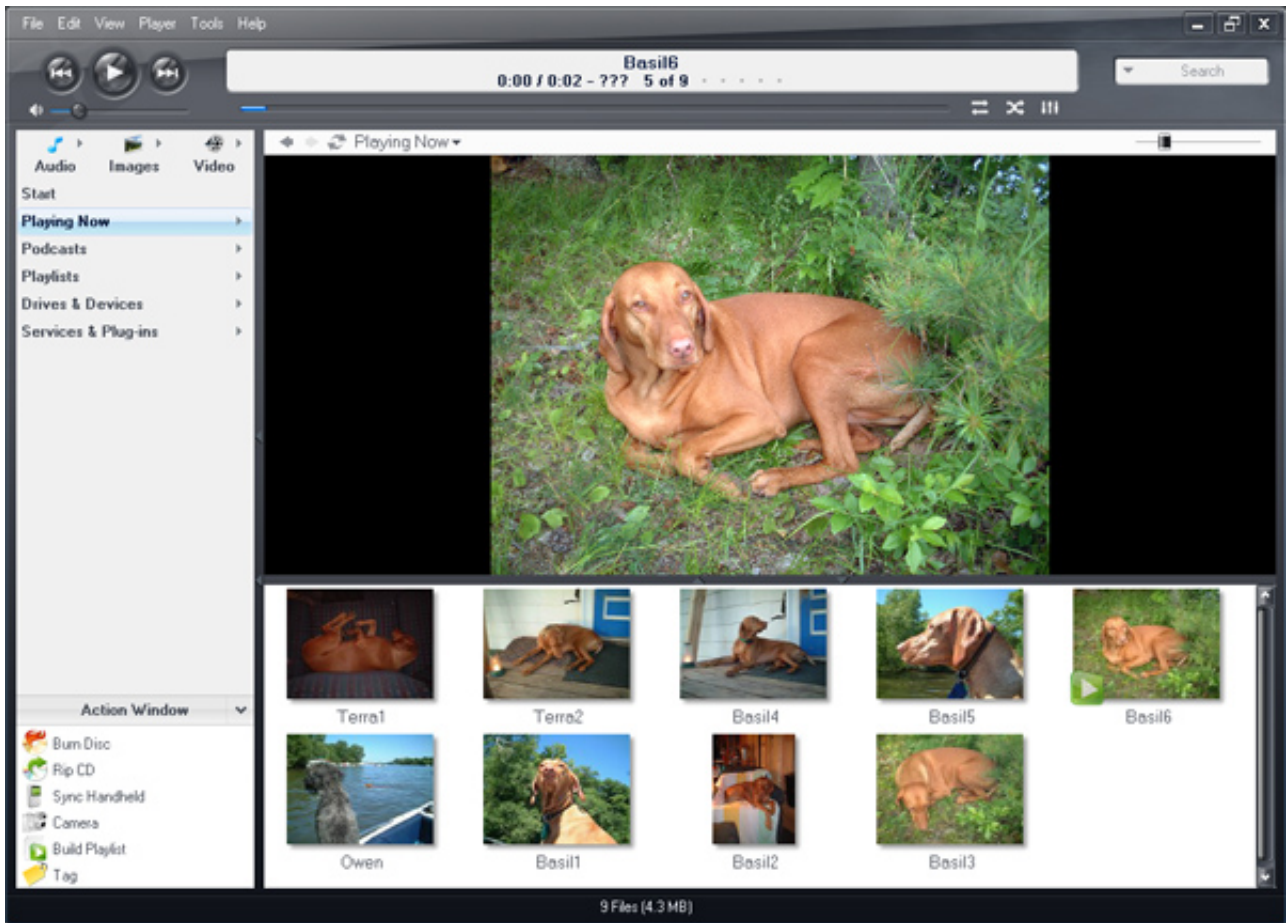 File Edit View Player Tools Help
Basil6
0:00 / 0:02 - ??? 5 of 9
Search
Playing Now
Audio Images Video
Start
Playing Now
Podcasts
Playlists
Drives & Devices
Services & Plug-ins
Terra1 Terra2 Basil4 Basil5 Basil6
Owen Basil1 Basil2 Basil3
Action Window
Burn Disc
Rip CD
Sync Handheld
Camera
Build Playlist
Tag
9 Files (4.3 MB)